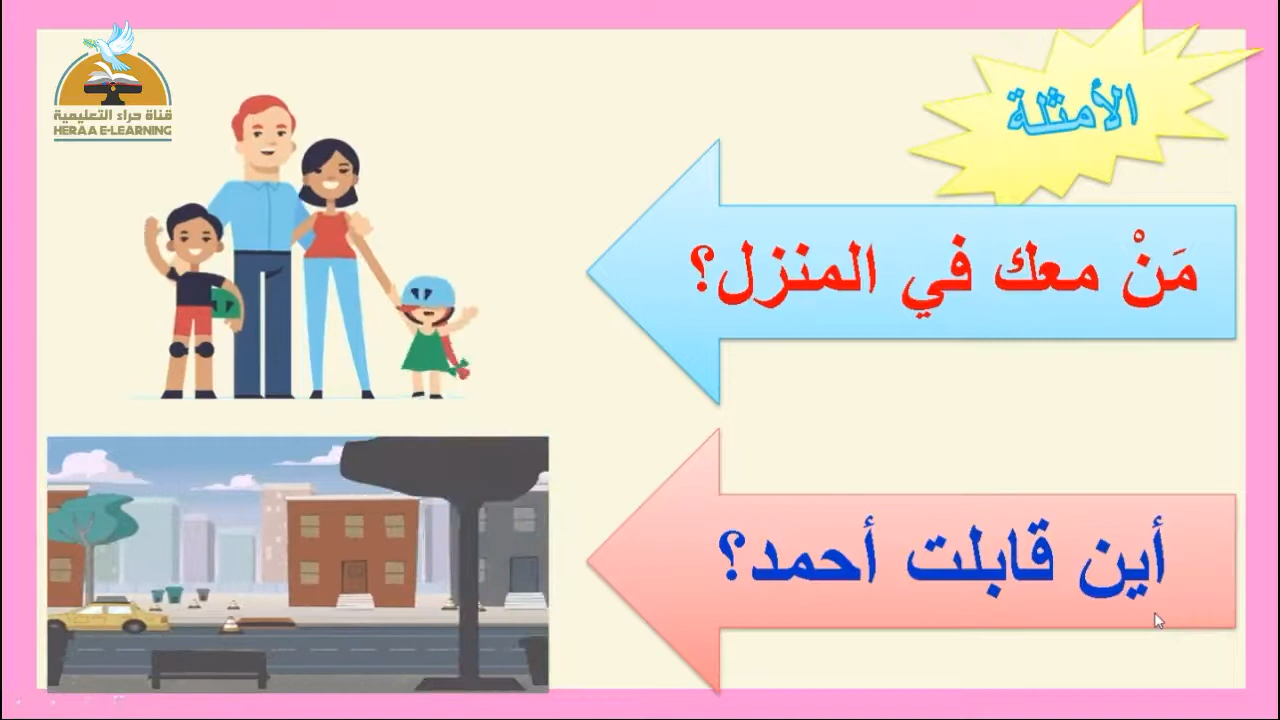 قناة حراء التعليمية
HERAA E-LEARNING
الأمثلة
مَنْ معك في المنزل؟
أين قابلت أحمد؟